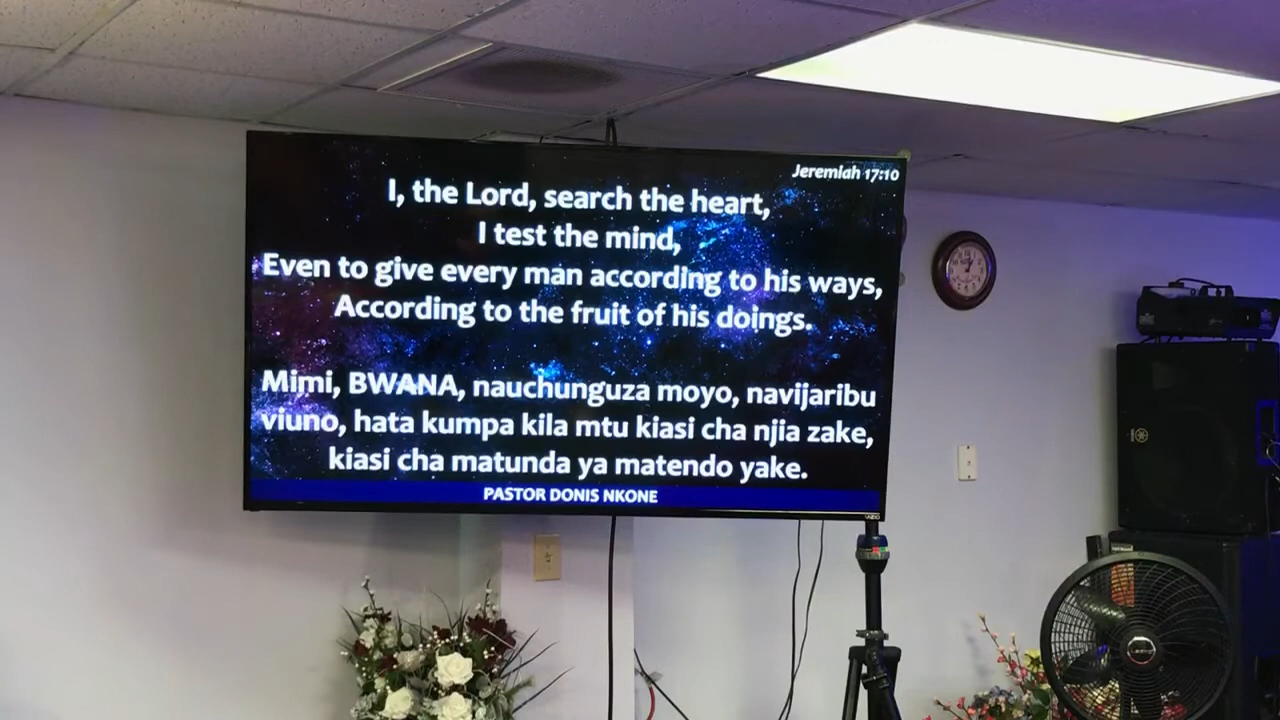 Jeremiah 17:10
I, the Lord, search the heart,
I test the mind,
Even to give every man according to his ways,
According to the fruit of his doings.
Mimi, BWANA, nauchunguza moyo, navijaribu
viuno, hata kumpa kila mtu kiasi cha njia zake,
kiasi cha matunda ya matendo yake.
PASTOR DONIS NKONE
VIZIO